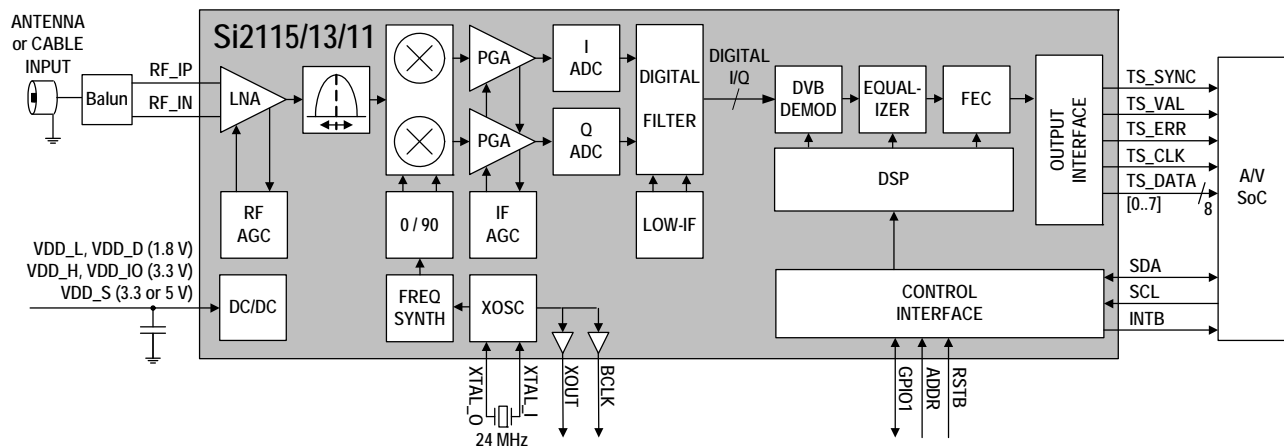 ANTENNA
or CABLE
INPUT
Balun
RF_IP
RF_IN
Si2115/13/11
LNA
PGA
PGA
I
ADC
Q
ADC
DIGITAL
FILTER
DIGITAL
I/Q
DVB
DEMOD
EQUAL-
IZER
FEC
OUTPUT
INTERFACE
TS_SYNC
TS_VAL
TS_ERR
TS_CLK
TS_DATA
[0..7]
8
A/V
SoC
DSP
RF
AGC
0 / 90
IF
AGC
LOW-IF
VDD_L, VDD_D (1.8 V)
VDD_H, VDD_IO (3.3 V)
VDD_S (3.3 or 5 V)
DC/DC
FREQ
SYNTH
XOSC
CONTROL
INTERFACE
SDA
SCL
INTB
XTAL_O
XTAL_I
24 MHz
XOUT
BCLK
GPIO1
ADDR
RSTB